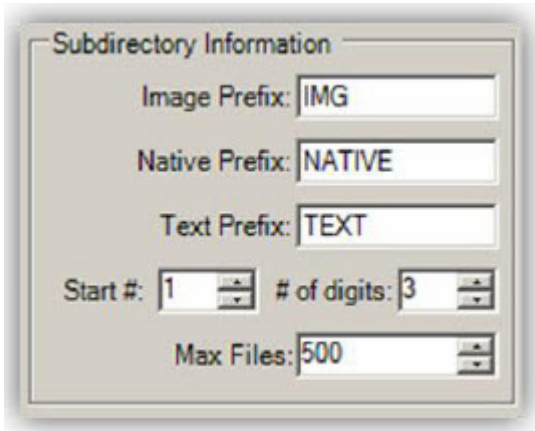 Subdirectory Information
Image Prefix: IMG
Native Prefix: NATIVE
Text Prefix: TEXT
Start #: 1 # of digits: 3
Max Files: 500